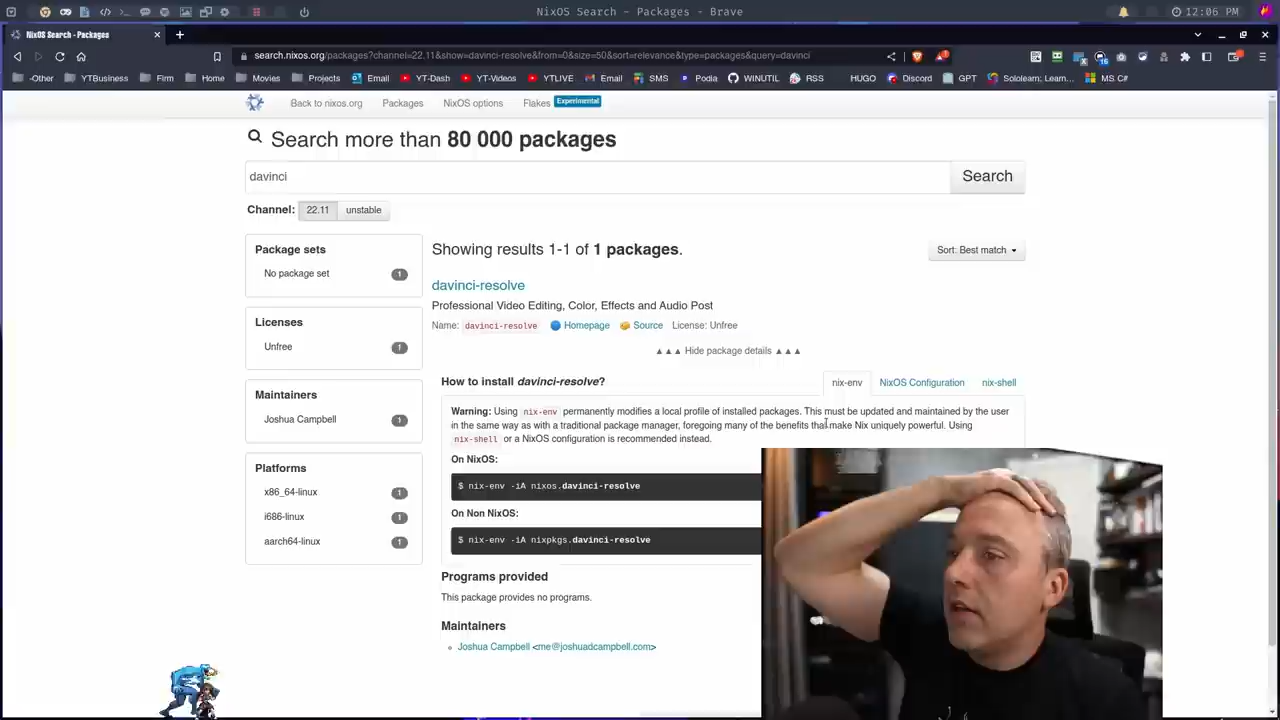 NixOS Search - Packages - Brave
12:06 PM
NixOS Search - Packages
search.nixos.org/packages?channel=22.11&show=davinci-resolve&from=0&size=50&sort=relevance&type=packages&query=davinci
-Other
YTBusiness
Firm
Home
Movies
Projects
Email
YT-Dash
YT-Videos
YTLIVE
Email
SMS
Podia
WINUTIL
RSS
HUGO
Discord
GPT
Sololearn: Learn...
MS C#
Back to nixos.org
Packages
NixOS options
Flakes
Experimental
Search more than 80 000 packages
davinci
Search
Channel:
22.11
unstable
Package sets
No package set
1
Licenses
Unfree
1
Maintainers
Joshua Campbell
1
Platforms
x86_64-linux
1
i686-linux
1
aarch64-linux
1
Showing results 1-1 of 1 packages.
Sort: Best match
davinci-resolve
Professional Video Editing, Color, Effects and Audio Post
Name: davinci-resolve
Homepage
Source
License: Unfree
▲▲▲ Hide package details ▲▲▲
How to install davinci-resolve?
nix-env
NixOS Configuration
nix-shell
Warning: Using nix-env permanently modifies a local profile of installed packages. This must be updated and maintained by the user
in the same way as with a traditional package manager, foregoing many of the benefits that make Nix uniquely powerful. Using
nix-shell or a NixOS configuration is recommended instead.
On NixOS:
$ nix-env -iA nixos.davinci-resolve
On Non NixOS:
$ nix-env -iA nixpkgs.davinci-resolve
Programs provided
This package provides no programs.
Maintainers
Joshua Campbell <me@joshuadcampbell.com>